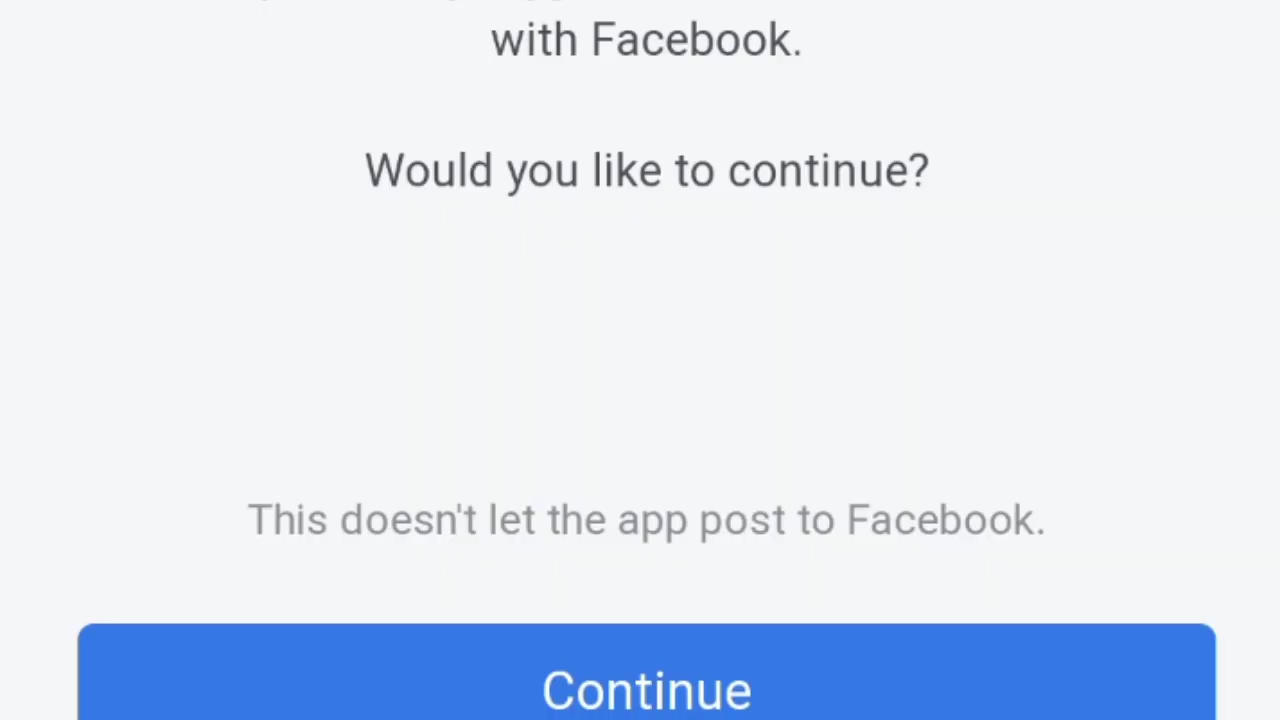 with Facebook.
Would you like to continue?
This doesn't let the app post to Facebook.
Continue